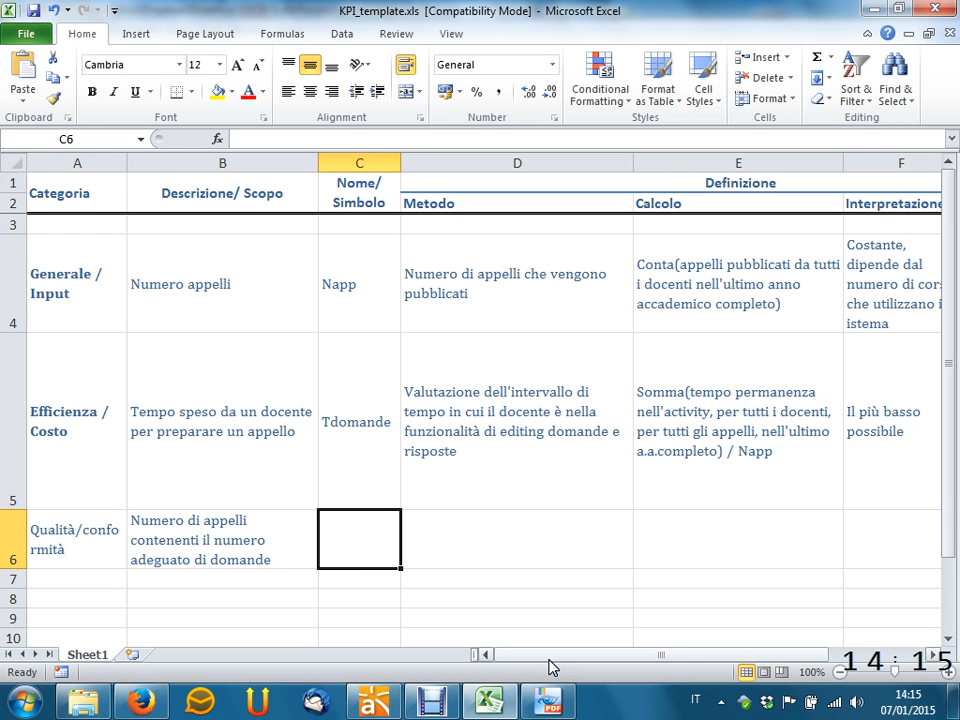 KPI_template.xls [Compatibility Mode] - Microsoft Excel
File Home Insert Page Layout Formulas Data Review View
Paste
Cambria 12
B I U
General
% ,
Conditional Formatting
Format as Table
Cell Styles
Insert
Delete
Format
Sort & Filter
Find & Select
Clipboard Font Alignment Number Styles Cells Editing
C6 fx
A B C D E F
1 2 3 4 5 6 7 8 9 10
Categoria
Descrizione/ Scopo
Nome/
Simbolo
Definizione
Metodo Calcolo Interpretazione
Generale /
Input
Numero appelli
Napp
Numero di appelli che vengono
pubblicati
Conta(appelli pubblicati da tutti
i docenti nell'ultimo anno
accademico completo)
Costante,
dipende dal
numero di cors
che utilizzano i
istema
Efficienza /
Costo
Tempo speso da un docente
per preparare un appello
Tdomande
Valutazione dell'intervallo di
tempo in cui il docente è nella
funzionalità di editing domande e
risposte
Somma(tempo permanenza
nell'activity, per tutti i docenti,
per tutti gli appelli, nell'ultimo
a.a.completo) / Napp
Il più basso
possibile
Qualità/confo
rmità
Numero di appelli
contenenti il numero
adeguato di domande
Sheet1
Ready
100%
14:15
PDF
IT
14:15
07/01/2015